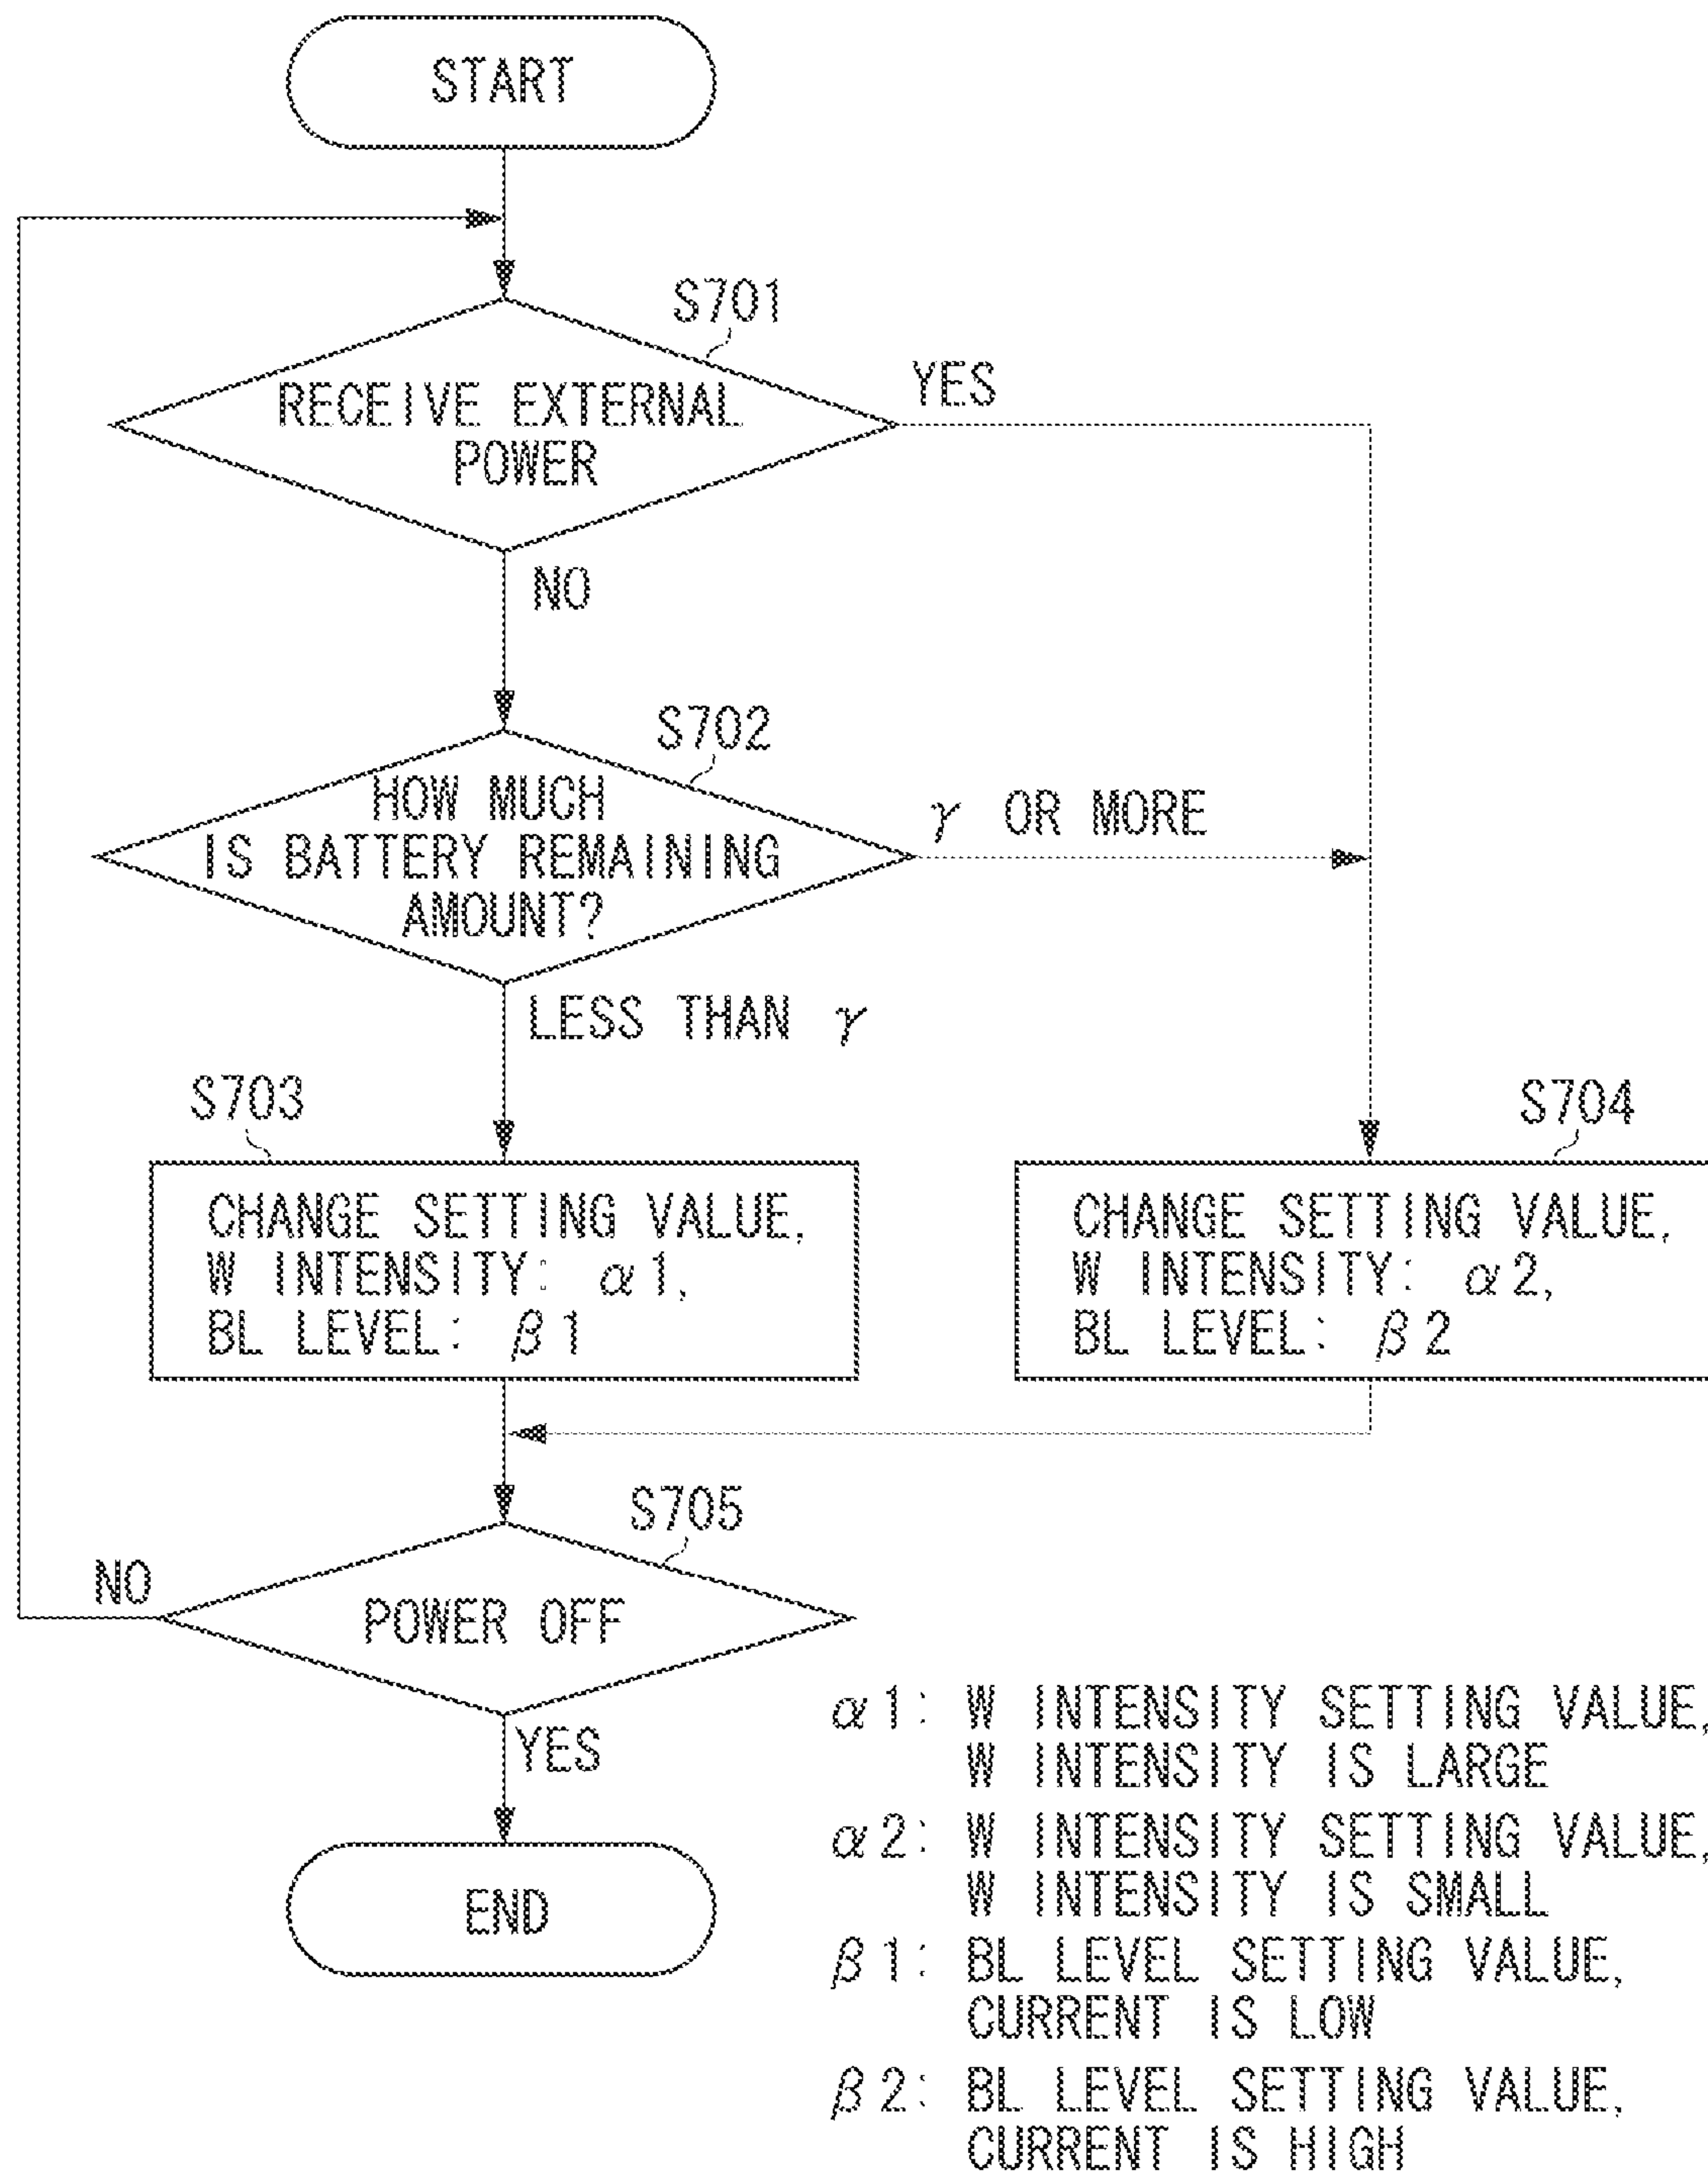 START
S701
RECEIVE EXTERNAL
POWER
YES
NO
S702
HOW MUCH
IS BATTERY REMAINING
AMOUNT?
γ OR MORE
LESS THAN γ
S703
CHANGE SETTING VALUE,
W INTENSITY: α1,
BL LEVEL: β1
S704
CHANGE SETTING VALUE,
W INTENSITY: α2,
BL LEVEL: β2
S705
NO
POWER OFF
YES
END
α1: W INTENSITY SETTING VALUE,
W INTENSITY IS LARGE
α2: W INTENSITY SETTING VALUE,
W INTENSITY IS SMALL
β1: BL LEVEL SETTING VALUE,
CURRENT IS LOW
β2: BL LEVEL SETTING VALUE,
CURRENT IS HIGH